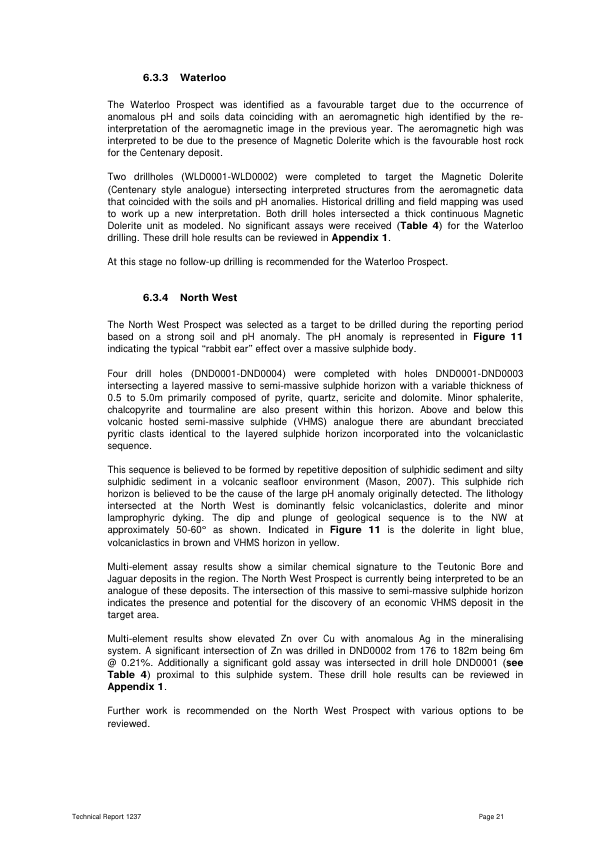 6.3.3 Waterloo
The Waterloo Prospect was identified as a favourable target due to the occurrence of
anomalous pH and soils data coinciding with an aeromagnetic high identified by the re-
interpretation of the aeromagnetic image in the previous year. The aeromagnetic high was
interpreted to be due to the presence of Magnetic Dolerite which is the favourable host rock
for the Centenary deposit.
Two drillholes (WLD0001-WLD0002) were completed to target the Magnetic Dolerite
(Centenary style analogue) intersecting interpreted structures from the aeromagnetic data
that coincided with the soils and pH anomalies. Historical drilling and field mapping was used
to work up a new interpretation. Both drill holes intersected a thick continuous Magnetic
Dolerite unit as modeled. No significant assays were received (Table 4) for the Waterloo
drilling. These drill hole results can be reviewed in Appendix 1.
At this stage no follow-up drilling is recommended for the Waterloo Prospect.
6.3.4 North West
The North West Prospect was selected as a target to be drilled during the reporting period
based on a strong soil and pH anomaly. The pH anomaly is represented in Figure 11
indicating the typical “rabbit ear” effect over a massive sulphide body.
Four drill holes (DND0001-DND0004) were completed with holes DND0001-DND0003
intersecting a layered massive to semi-massive sulphide horizon with a variable thickness of
0.5 to 5.0m primarily composed of pyrite, quartz, sericite and dolomite. Minor sphalerite,
chalcopyrite and tourmaline are also present within this horizon. Above and below this
volcanic hosted semi-massive sulphide (VHMS) analogue there are abundant brecciated
pyritic clasts identical to the layered sulphide horizon incorporated into the volcaniclastic
sequence.
This sequence is believed to be formed by repetitive deposition of sulphidic sediment and silty
sulphidic sediment in a volcanic seafloor environment (Mason, 2007). This sulphide rich
horizon is believed to be the cause of the large pH anomaly originally detected. The lithology
intersected at the North West is dominantly felsic volcaniclastics, dolerite and minor
lamprophyric dyking. The dip and plunge of geological sequence is to the NW at
approximately 50-60° as shown. Indicated in Figure 11 is the dolerite in light blue,
volcaniclastics in brown and VHMS horizon in yellow.
Multi-element assay results show a similar chemical signature to the Teutonic Bore and
Jaguar deposits in the region. The North West Prospect is currently being interpreted to be an
analogue of these deposits. The intersection of this massive to semi-massive sulphide horizon
indicates the presence and potential for the discovery of an economic VHMS deposit in the
target area.
Multi-element results show elevated Zn over Cu with anomalous Ag in the mineralising
system. A significant intersection of Zn was drilled in DND0002 from 176 to 182m being 6m
@ 0.21%. Additionally a significant gold assay was intersected in drill hole DND0001 (see
Table 4) proximal to this sulphide system. These drill hole results can be reviewed in
Appendix 1.
Further work is recommended on the North West Prospect with various options to be
reviewed.
Technical Report 1237 Page 21